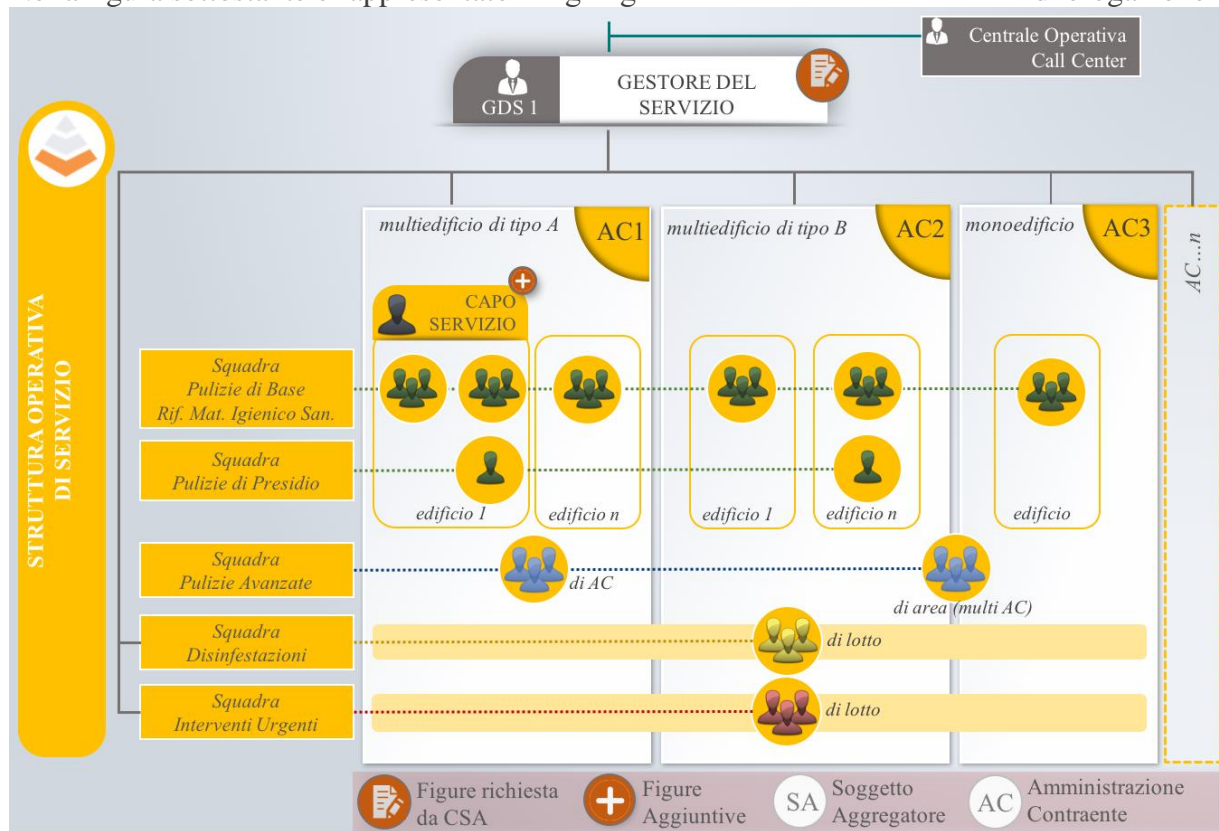 Centrale Operativa
Call Center
GDS 1
GESTORE DEL
SERVIZIO
STRUTTURA OPERATIVA
DI SERVIZIO
multiedificio di tipo A
AC1
multiedificio di tipo B
AC2
monoedificio
AC3
AC...n
CAPO
SERVIZIO
Squadra
Pulizie di Base
Rif. Mat. Igienico San.
Squadra
Pulizie di Presidio
edificio 1
edificio n
edificio 1
edificio n
edificio
Squadra
Pulizie Avanzate
di AC
di area (multi AC)
Squadra
Disinfestazioni
di lotto
Squadra
Interventi Urgenti
di lotto
Figure richiesta
da CSA
Figure
Aggiuntive
SA
Soggetto
Aggregatore
AC
Amministrazione
Contraente